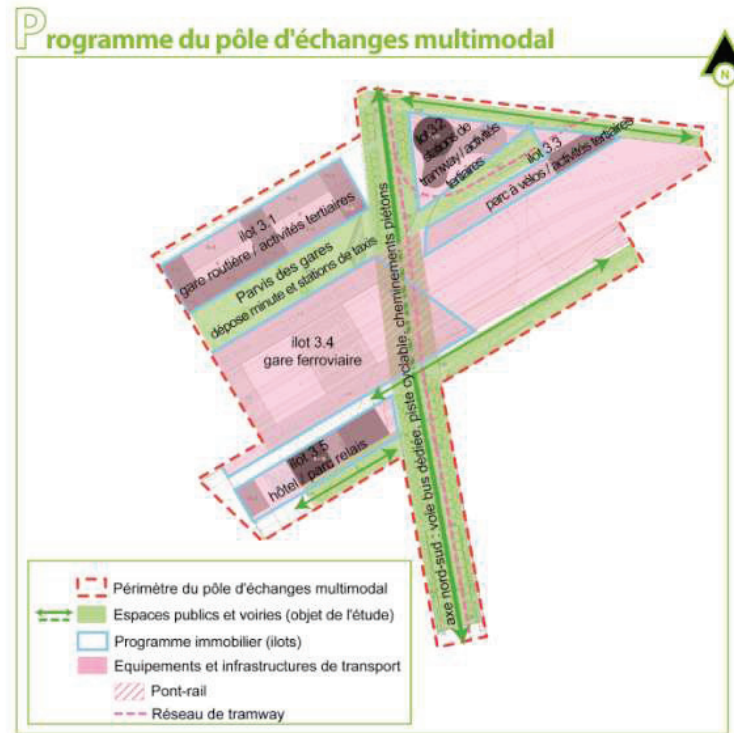 Programme du pôle d'échanges multimodal
N
ilot 3.2
stations de
tramway / activités
tertiaires
ilot 3.3
parc à vélos / activités tertiaires
ilot 3.1
gare routière / activités tertiaires
Parvis des gares
dépose minute et stations de taxis
axe nord-sud : voie bus dédiée, piste cyclable, cheminements piétons
ilot 3.4
gare ferroviaire
ilot 3.5
hôtel / parc relais
Périmètre du pôle d'échanges multimodal
Espaces publics et voiries (objet de l'étude)
Programme immobilier (ilots)
Equipements et infrastructures de transport
Pont-rail
Réseau de tramway